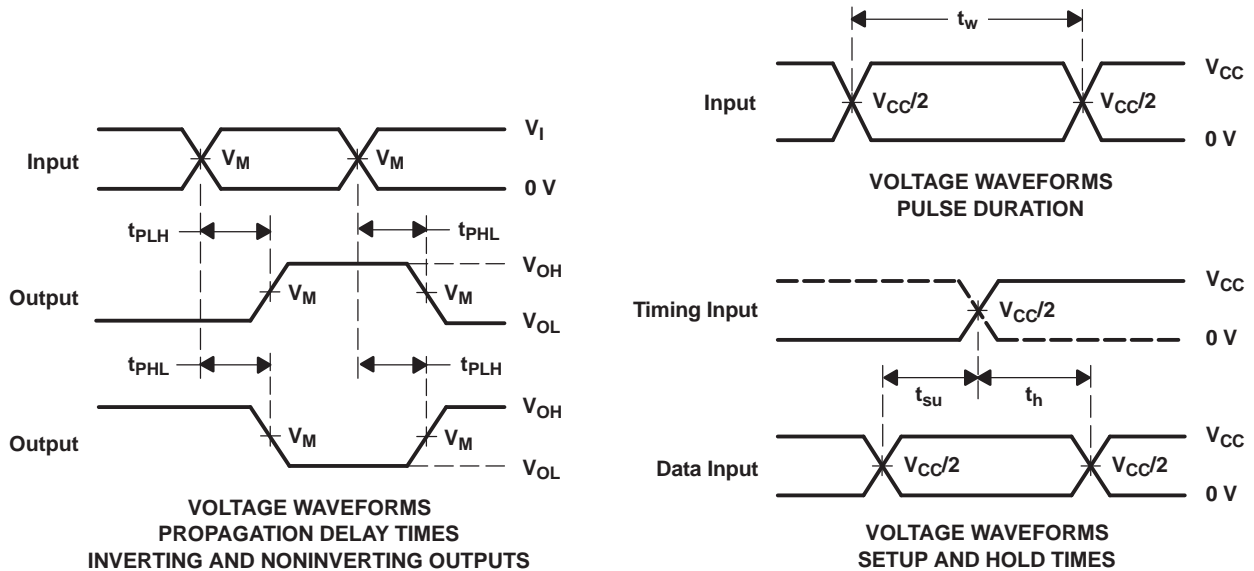 Input
V_M
V_M
V_I
0 V
t_PLH
t_PHL
Output
V_M
V_M
V_OH
V_OL
t_PHL
t_PLH
Output
V_M
V_M
V_OH
V_OL
VOLTAGE WAVEFORMS
PROPAGATION DELAY TIMES
INVERTING AND NONINVERTING OUTPUTS
t_w
Input
V_CC/2
V_CC/2
V_CC
0 V
VOLTAGE WAVEFORMS
PULSE DURATION
Timing Input
V_CC/2
V_CC
0 V
t_su
t_h
Data Input
V_CC/2
V_CC/2
V_CC
0 V
VOLTAGE WAVEFORMS
SETUP AND HOLD TIMES